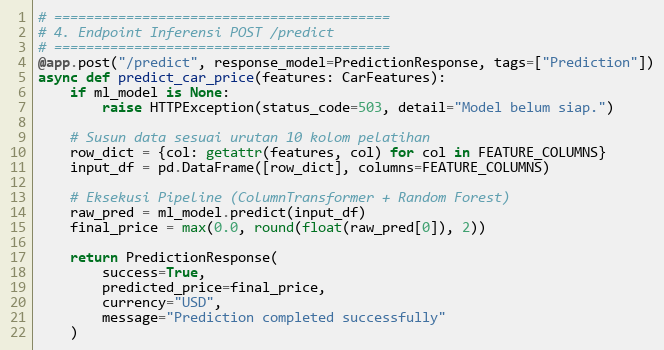 1 # ==========================================
2 # 4. Endpoint Inferensi POST /predict
3 # ==========================================
4 @app.post("/predict", response_model=PredictionResponse, tags=["Prediction"])
5 async def predict_car_price(features: CarFeatures):
6     if ml_model is None:
7         raise HTTPException(status_code=503, detail="Model belum siap.")
8
9     # Susun data sesuai urutan 10 kolom pelatihan
10     row_dict = {col: getattr(features, col) for col in FEATURE_COLUMNS}
11     input_df = pd.DataFrame([row_dict], columns=FEATURE_COLUMNS)
12
13     # Eksekusi Pipeline (ColumnTransformer + Random Forest)
14     raw_pred = ml_model.predict(input_df)
15     final_price = max(0.0, round(float(raw_pred[0]), 2))
16
17     return PredictionResponse(
18         success=True,
19         predicted_price=final_price,
20         currency="USD",
21         message="Prediction completed successfully"
22     )